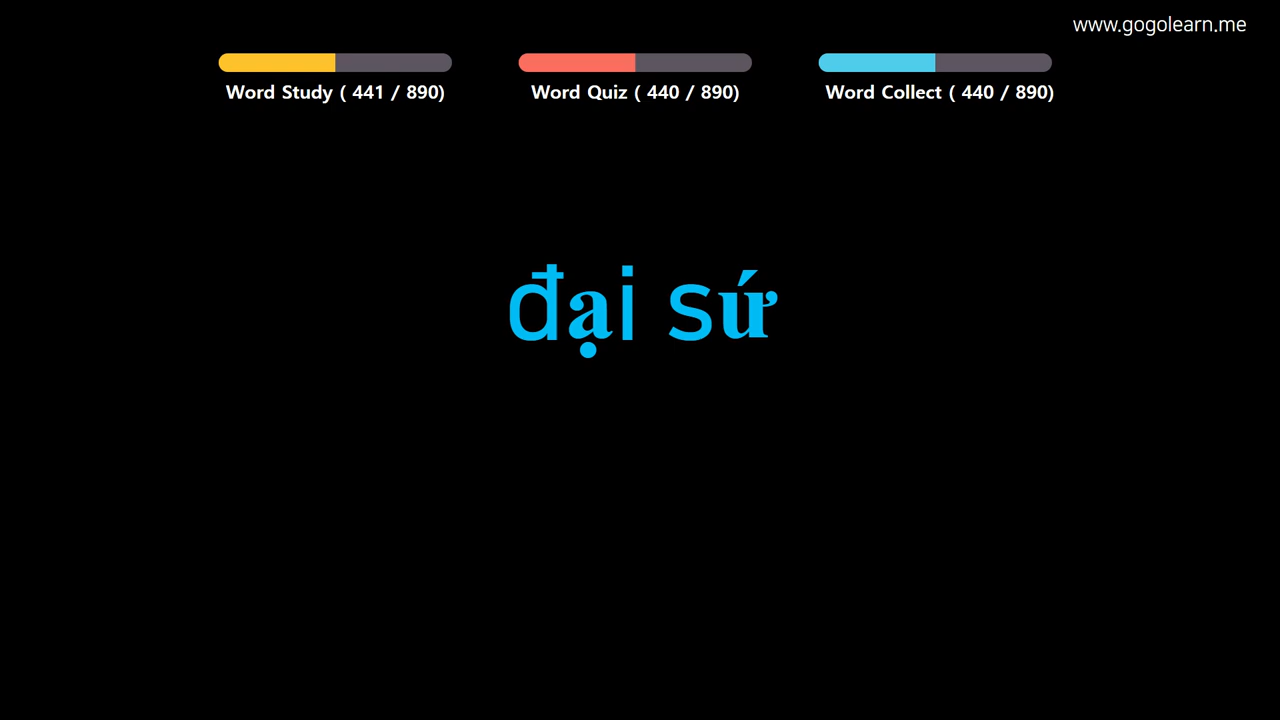 www.gogolearn.me
Word Study ( 441 / 890)
Word Quiz ( 440 / 890)
Word Collect ( 440 / 890)
đại sứ